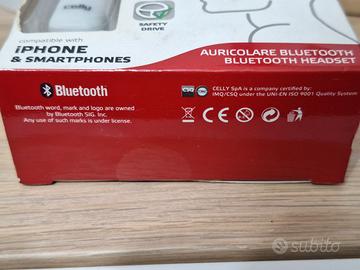 celly
SAFETY
DRIVE
compatible with
iPHONE
& SMARTPHONES
AURICOLARE BLUETOOTH
BLUETOOTH HEADSET
Bluetooth
Bluetooth word, mark and logo are owned
by Bluetooth SIG. Inc.
Any use of such marks is under license.
CELLY SpA is a company certified by:
IMQ/CSQ under the UNI-EN ISO 9001 Quality System
CE
subito